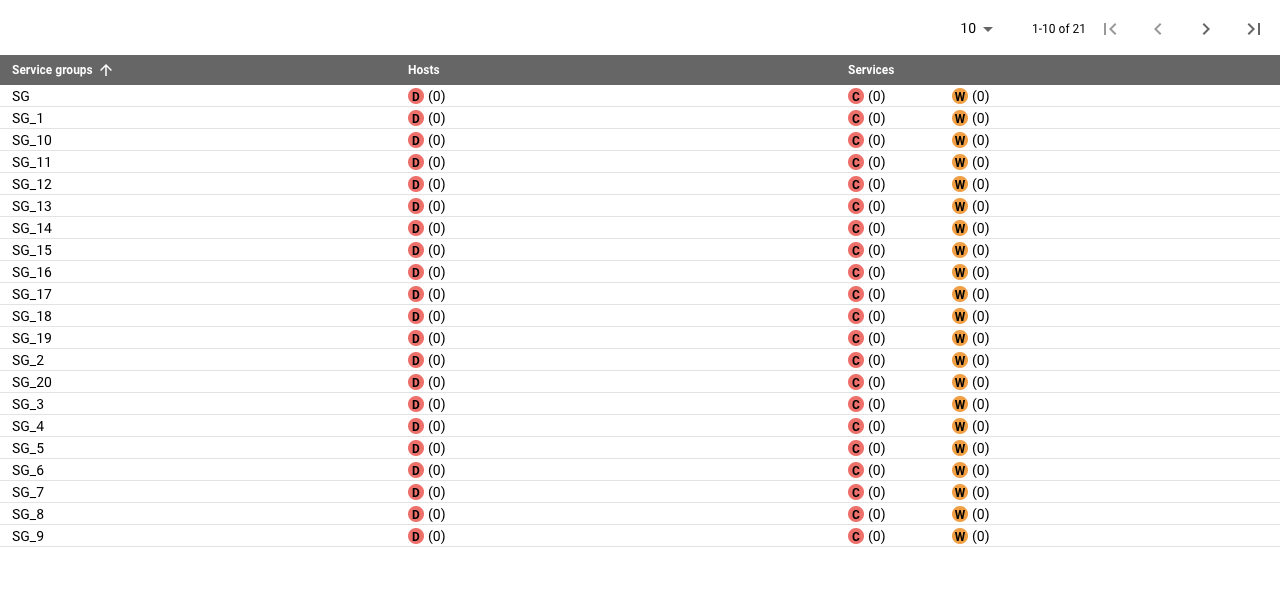 10 1-10 of 21
Service groups Hosts Services
SG D (0) C (0) W (0)
SG_1 D (0) C (0) W (0)
SG_10 D (0) C (0) W (0)
SG_11 D (0) C (0) W (0)
SG_12 D (0) C (0) W (0)
SG_13 D (0) C (0) W (0)
SG_14 D (0) C (0) W (0)
SG_15 D (0) C (0) W (0)
SG_16 D (0) C (0) W (0)
SG_17 D (0) C (0) W (0)
SG_18 D (0) C (0) W (0)
SG_19 D (0) C (0) W (0)
SG_2 D (0) C (0) W (0)
SG_20 D (0) C (0) W (0)
SG_3 D (0) C (0) W (0)
SG_4 D (0) C (0) W (0)
SG_5 D (0) C (0) W (0)
SG_6 D (0) C (0) W (0)
SG_7 D (0) C (0) W (0)
SG_8 D (0) C (0) W (0)
SG_9 D (0) C (0) W (0)